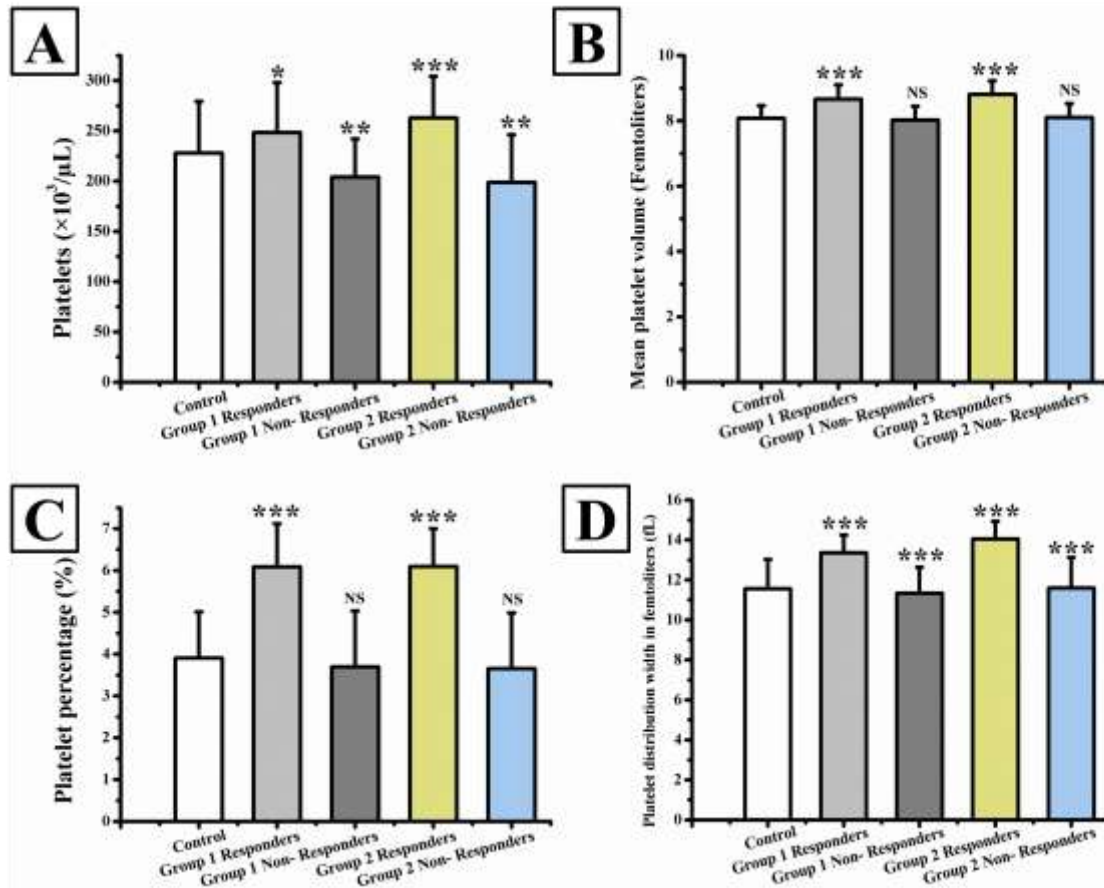 A
Platelets (×10³/µL)
300
250
200
150
100
50
0
*
**
***
**
Control
Group 1 Responders
Group 1 Non- Responders
Group 2 Responders
Group 2 Non- Responders
B
Mean platelet volume (Femtoliters)
10
8
6
4
2
0
***
NS
***
NS
Control
Group 1 Responders
Group 1 Non- Responders
Group 2 Responders
Group 2 Non- Responders
C
Platelet percentage (%)
7
6
5
4
3
2
1
0
***
NS
***
NS
Control
Group 1 Responders
Group 1 Non- Responders
Group 2 Responders
Group 2 Non- Responders
D
Platelet distribution width in femtoliters (fL)
16
14
12
10
8
6
4
2
0
***
***
***
***
Control
Group 1 Responders
Group 1 Non- Responders
Group 2 Responders
Group 2 Non- Responders